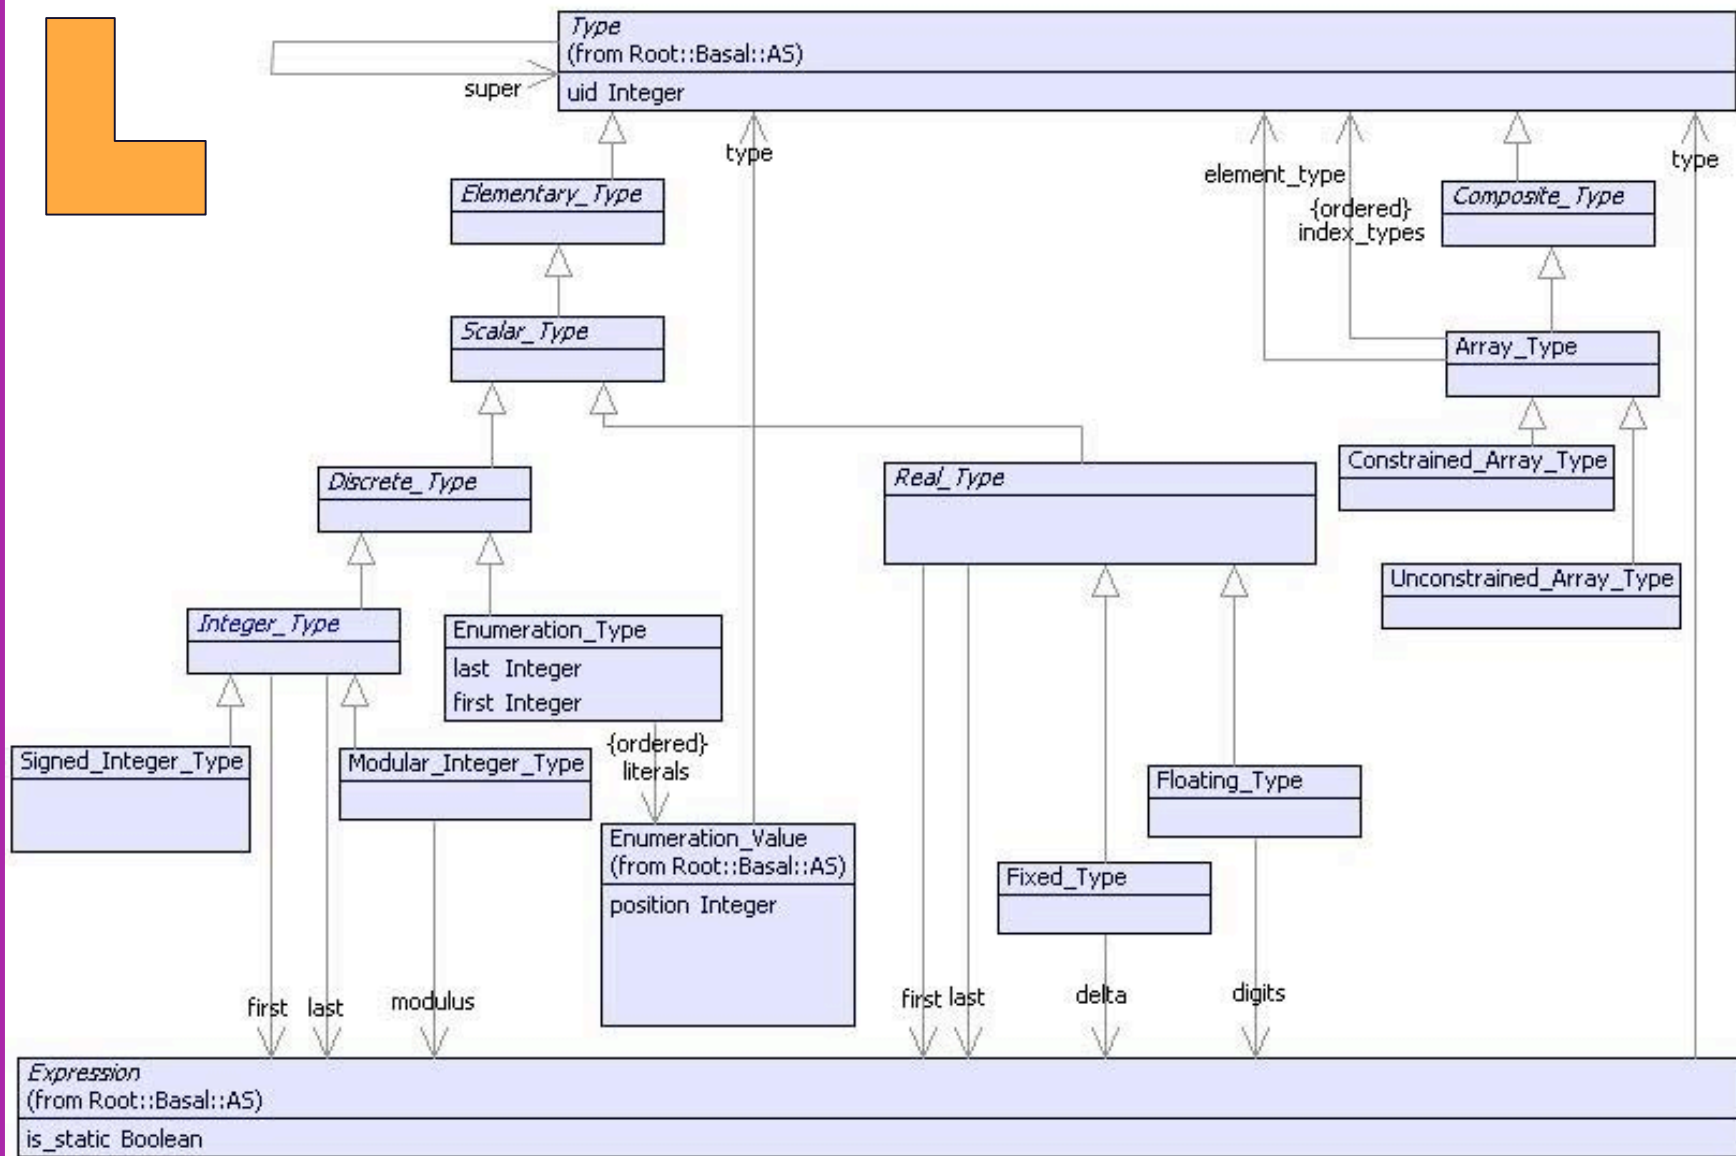 Type
(from Root::Basal::AS)
super
uid Integer
type
element_type
{ordered}
index_types
type
Elementary_Type
Composite_Type
Scalar_Type
Array_Type
Discrete_Type
Real_Type
Constrained_Array_Type
Unconstrained_Array_Type
Integer_Type
Enumeration_Type
last Integer
first Integer
Signed_Integer_Type
Modular_Integer_Type
{ordered}
literals
Floating_Type
Enumeration_Value
(from Root::Basal::AS)
position Integer
Fixed_Type
first
last
modulus
first
last
delta
digits
Expression
(from Root::Basal::AS)
is_static Boolean